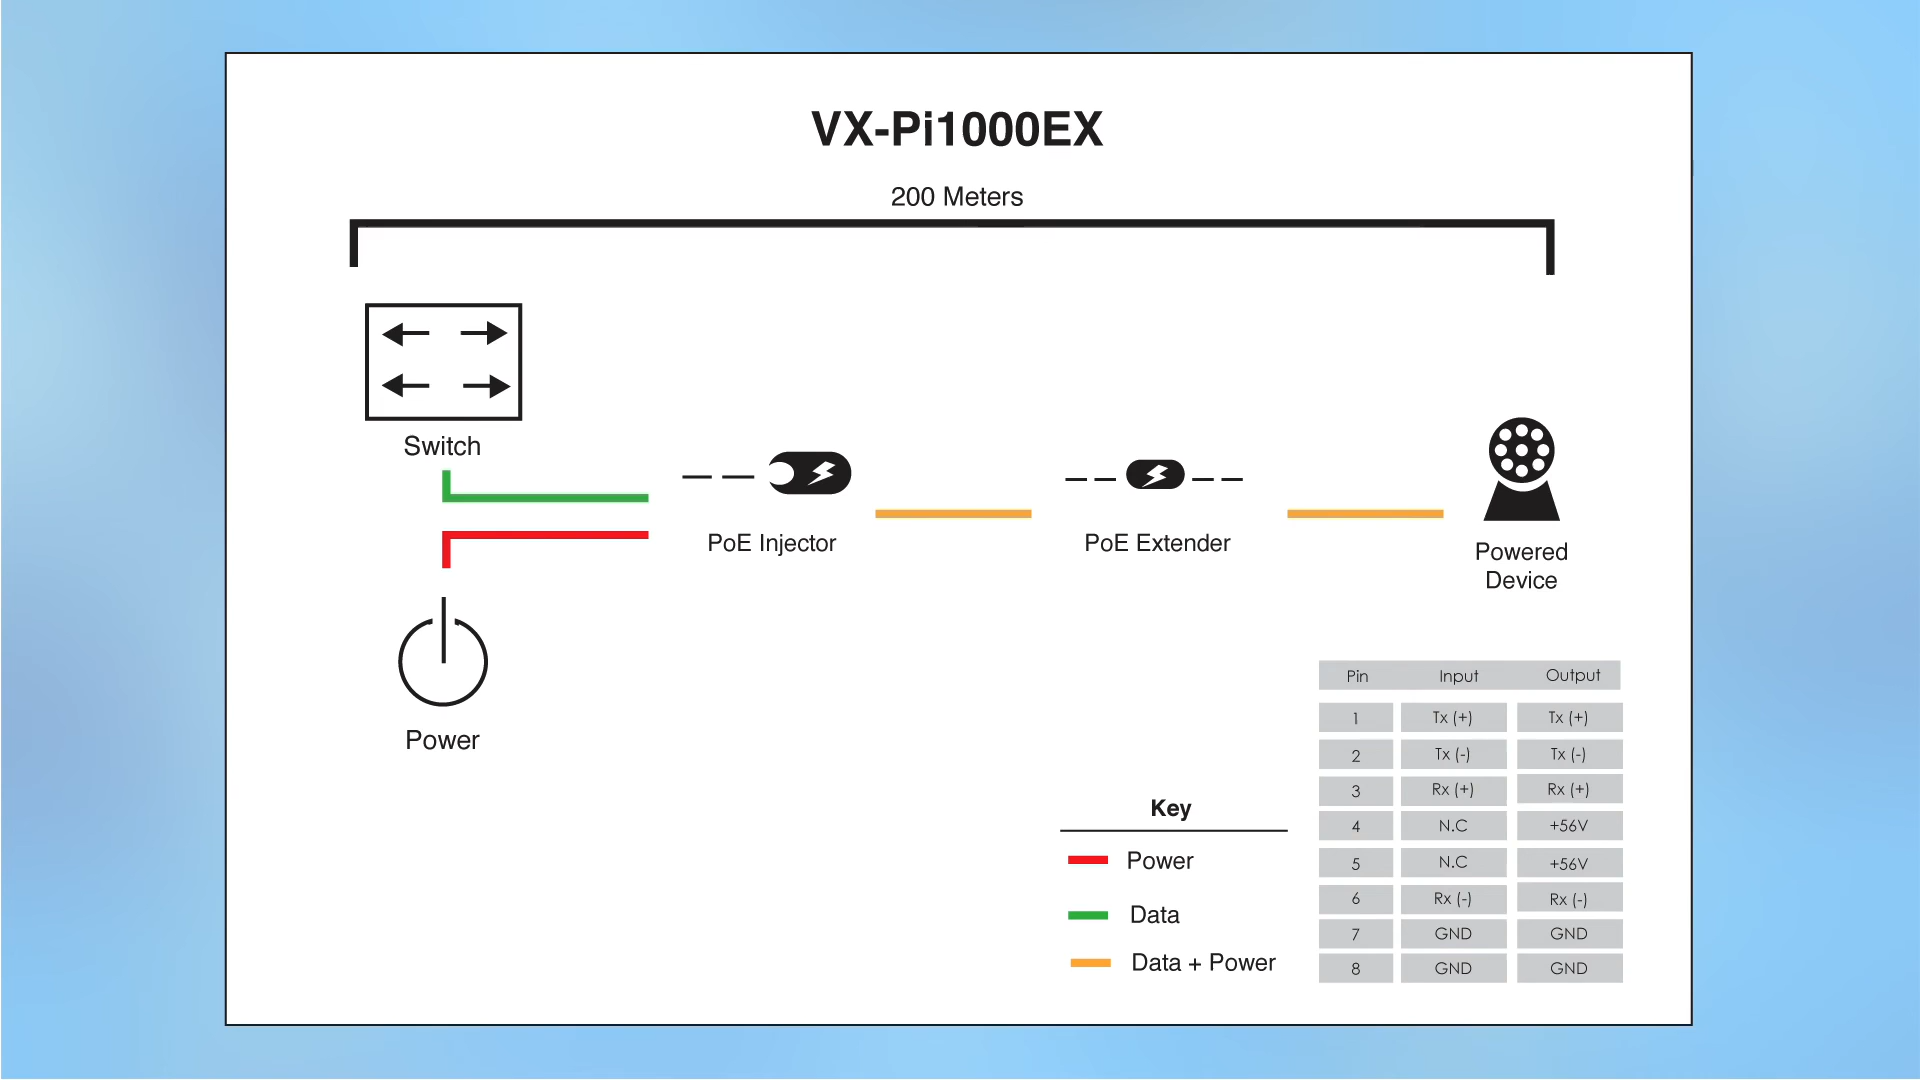 VX-Pi1000EX
200 Meters
Switch
PoE Injector
PoE Extender
Powered
Device
Power
Key
Power
Data
Data + Power
Pin Input Output
1 Tx (+) Tx (+)
2 Tx (-) Tx (-)
3 Rx (+) Rx (+)
4 N.C +56V
5 N.C +56V
6 Rx (-) Rx (-)
7 GND GND
8 GND GND